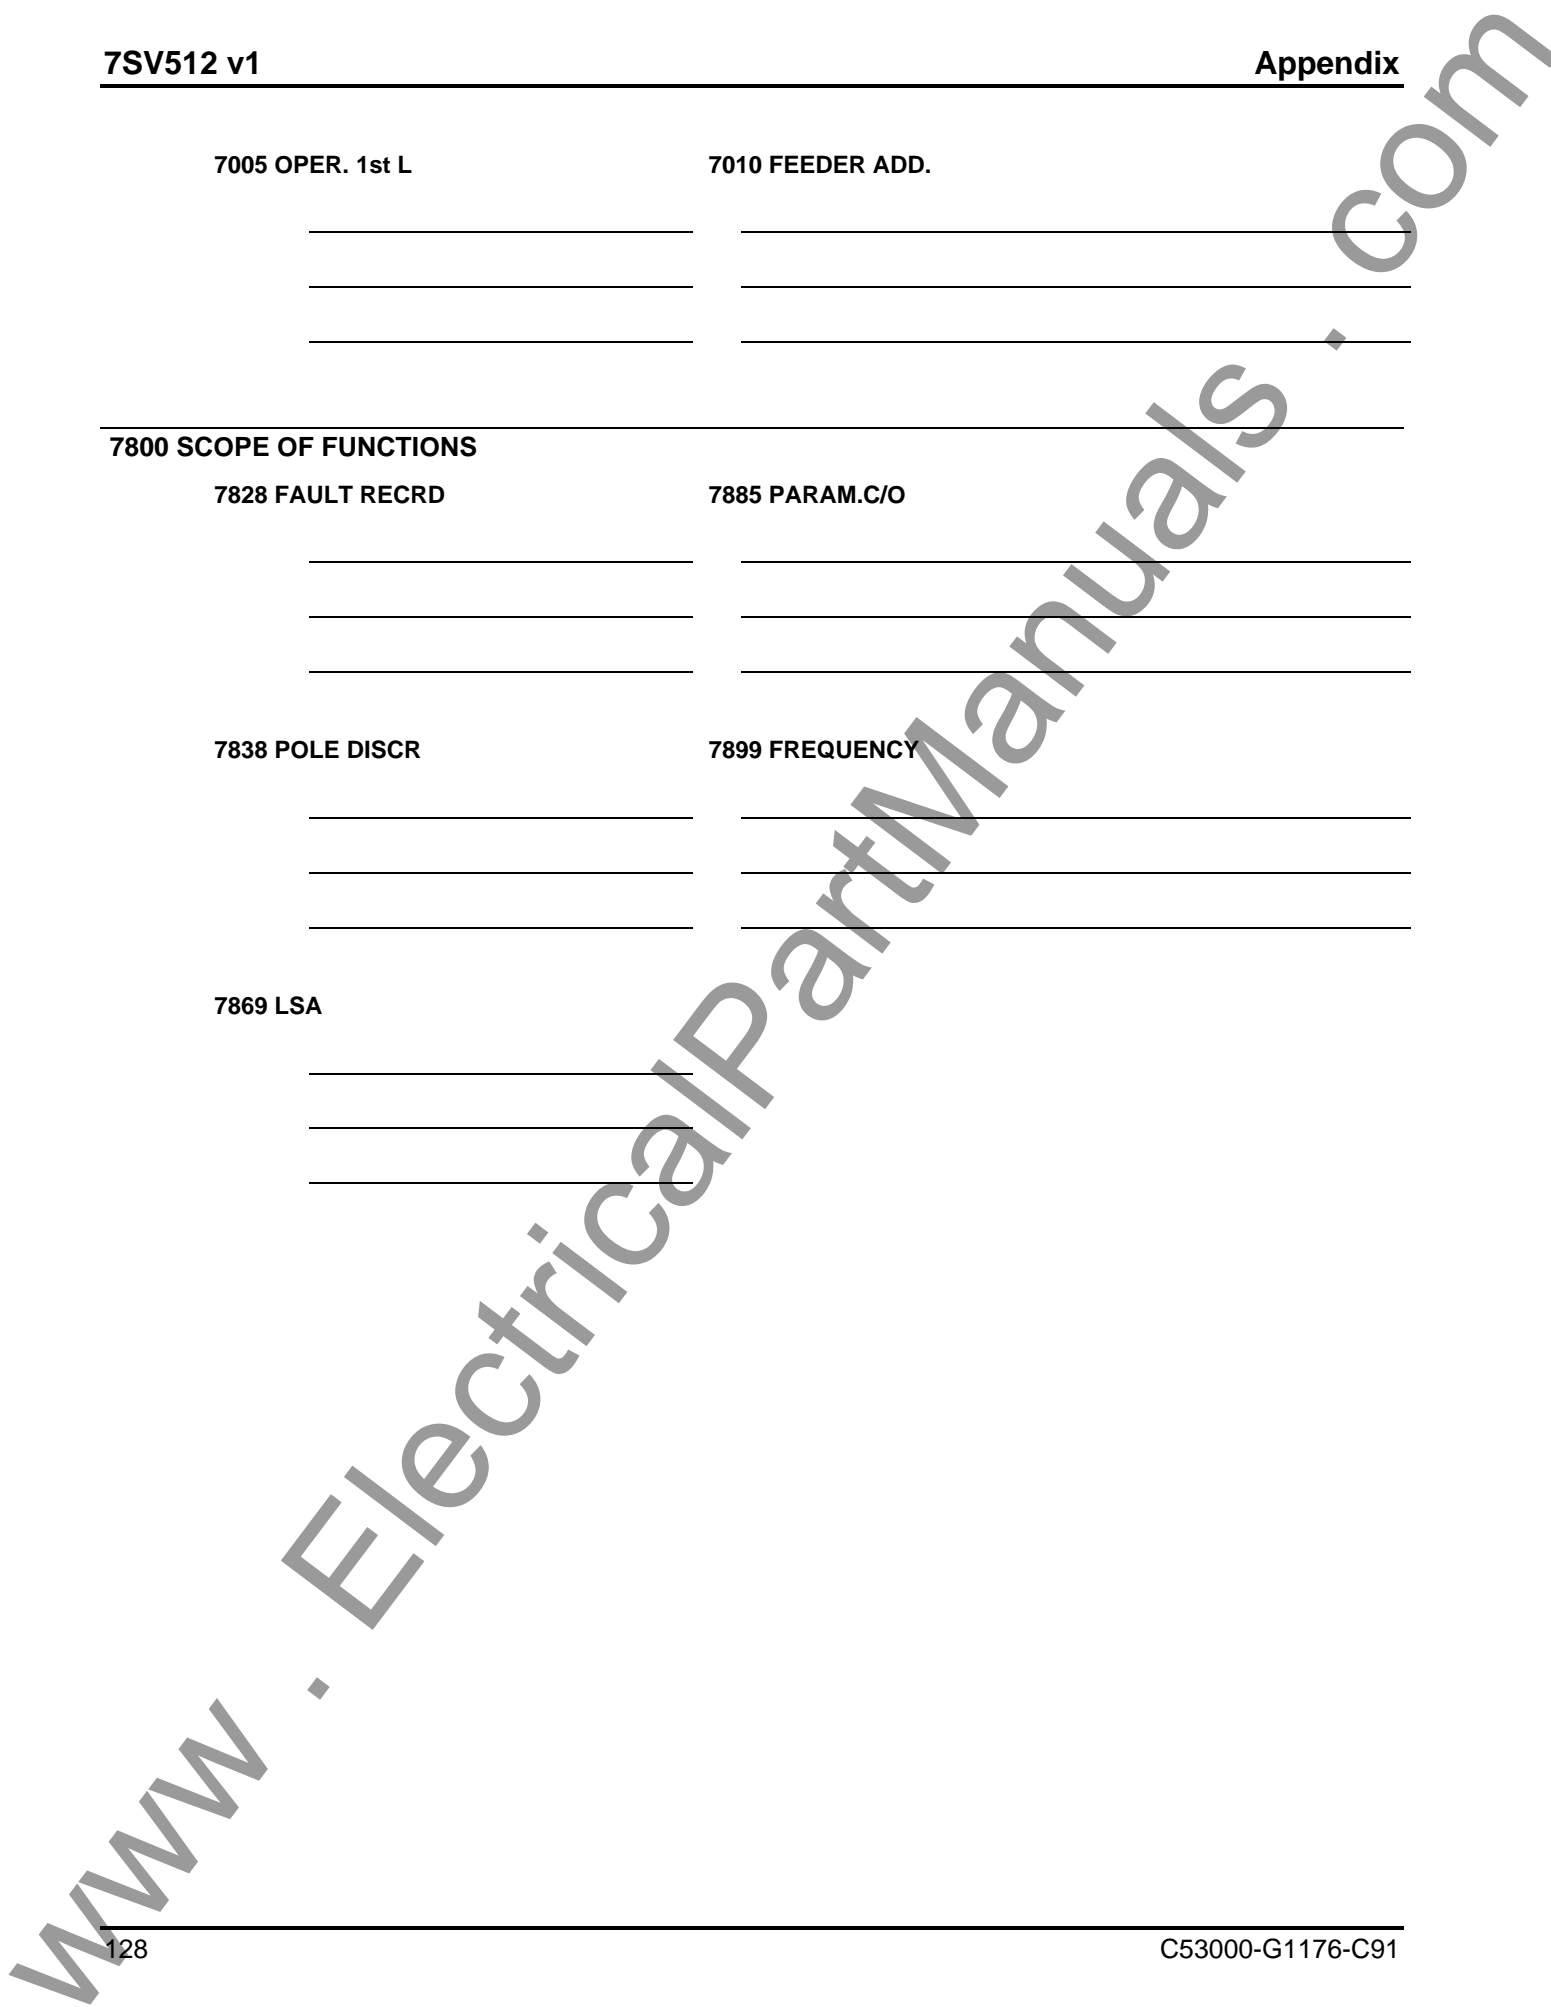 7SV512 v1 Appendix
7005 OPER. 1st L 7010 FEEDER ADD.
7800 SCOPE OF FUNCTIONS
7828 FAULT RECRD 7885 PARAM.C/O
7838 POLE DISCR 7899 FREQUENCY
7869 LSA
128 C53000-G1176-C91
www . ElectricalPartManuals . com